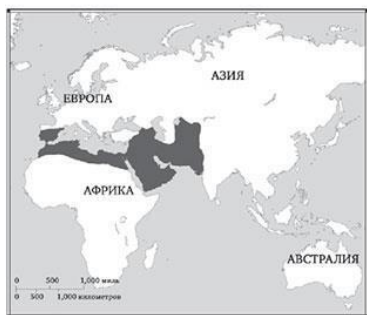 АЗИЯ
ЕВРОПА
АФРИКА
АВСТРАЛИЯ
0 500 1,000 миль
0 500 1,000 километров